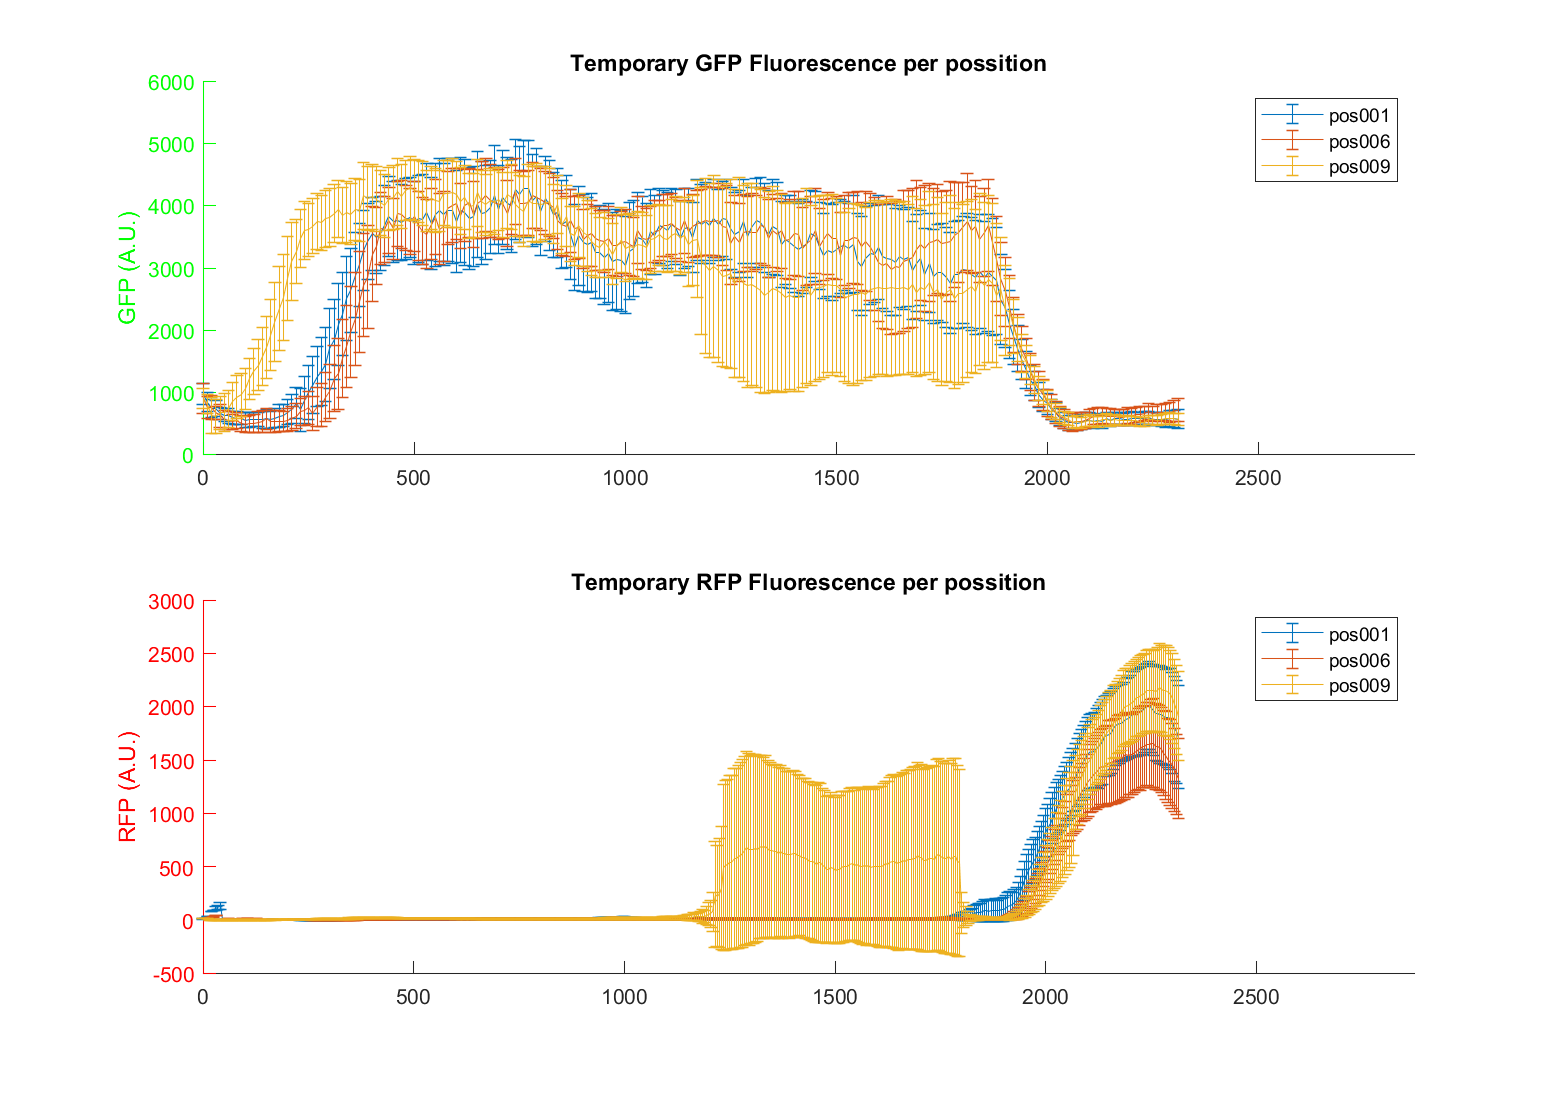 Temporary GFP Fluorescence per possition
6000
5000
4000
3000
2000
1000
0
GFP (A.U.)
0 500 1000 1500 2000 2500
pos001
pos006
pos009
Temporary RFP Fluorescence per possition
3000
2500
2000
1500
1000
500
0
-500
RFP (A.U.)
0 500 1000 1500 2000 2500
pos001
pos006
pos009